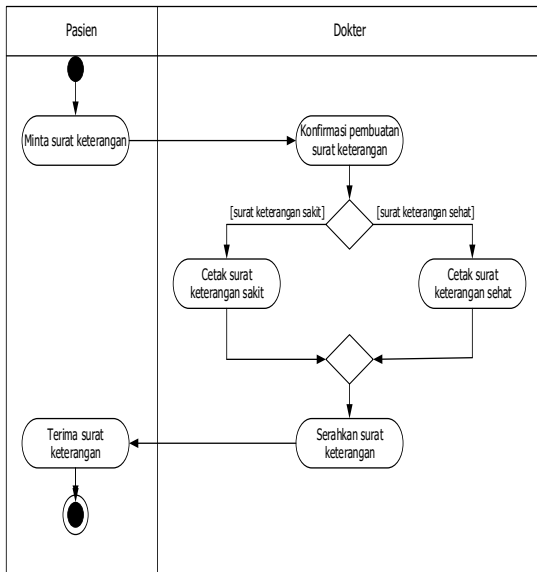 Pasien
Dokter
Minta surat keterangan
Konfirmasi pembuatan
surat keterangan
[surat keterangan sakit]
[surat keterangan sehat]
Cetak surat
keterangan sakit
Cetak surat
keterangan sehat
Terima surat
keterangan
Serahkan surat
keterangan